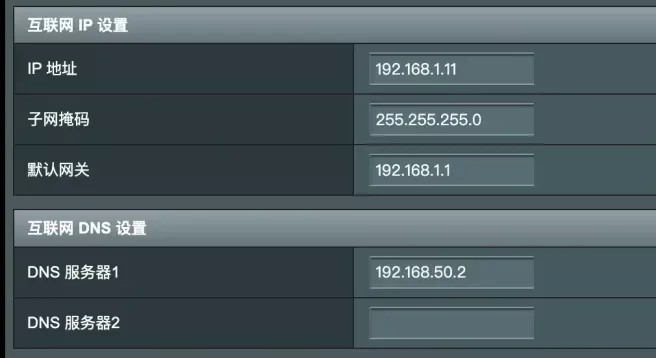 互联网 IP 设置
IP 地址 192.168.1.11
子网掩码 255.255.255.0
默认网关 192.168.1.1
互联网 DNS 设置
DNS 服务器1 192.168.50.2
DNS 服务器2